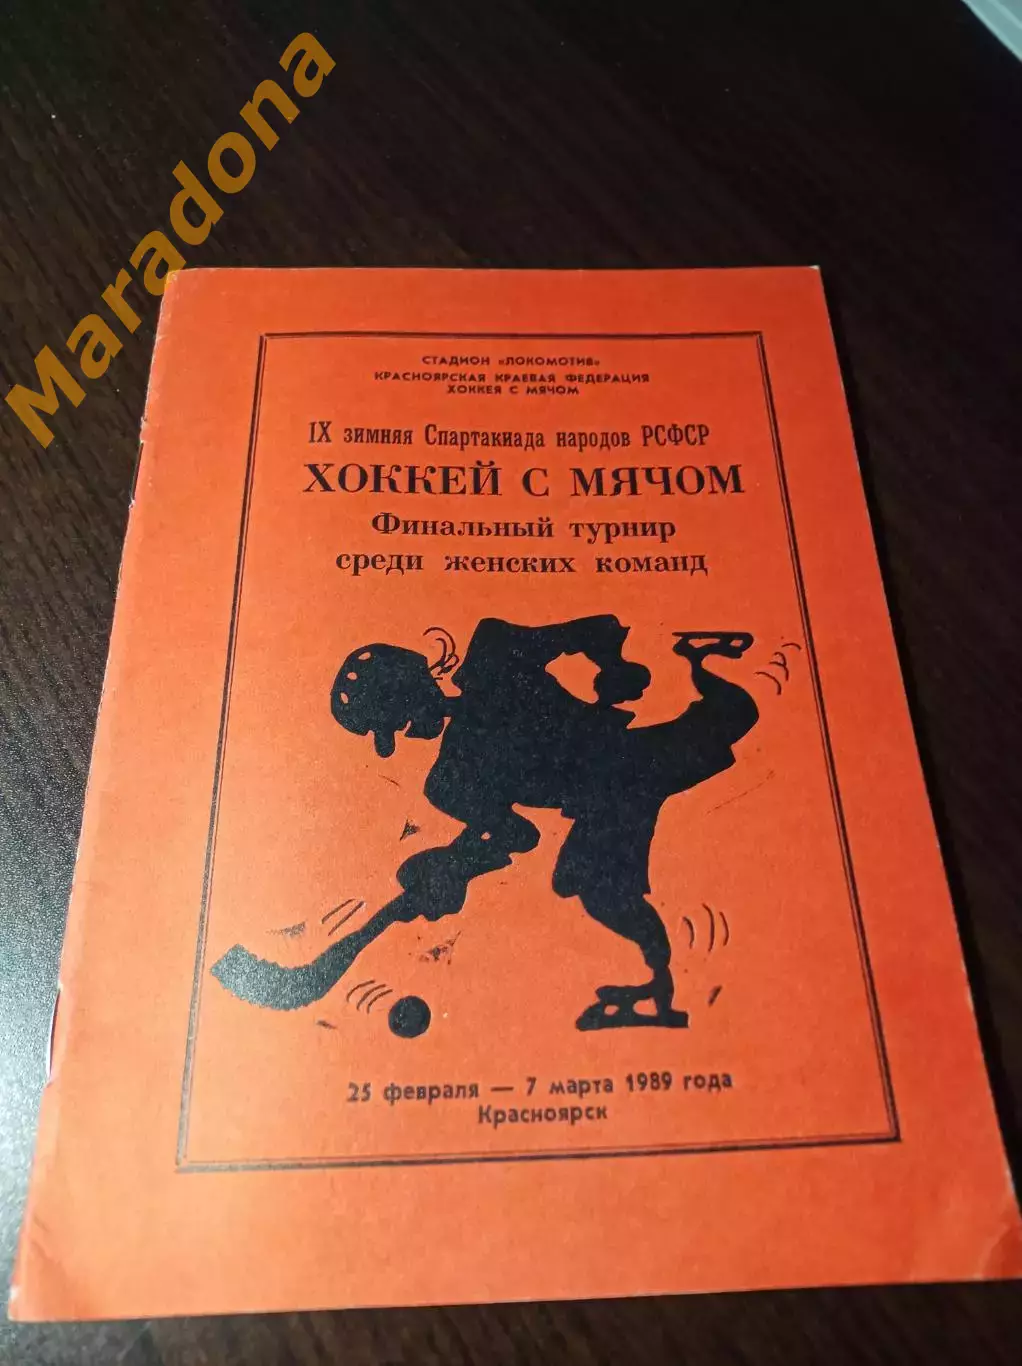 Maradona
СТАДИОН «ЛОКОМОТИВ»
КРАСНОЯРСКАЯ КРАЕВАЯ ФЕДЕРАЦИЯ
ХОККЕЯ С МЯЧОМ
IX зимняя Спартакиада народов РСФСР
ХОККЕЙ С МЯЧОМ
Финальный турнир
среди женских команд
25 февраля — 7 марта 1989 года
Красноярск